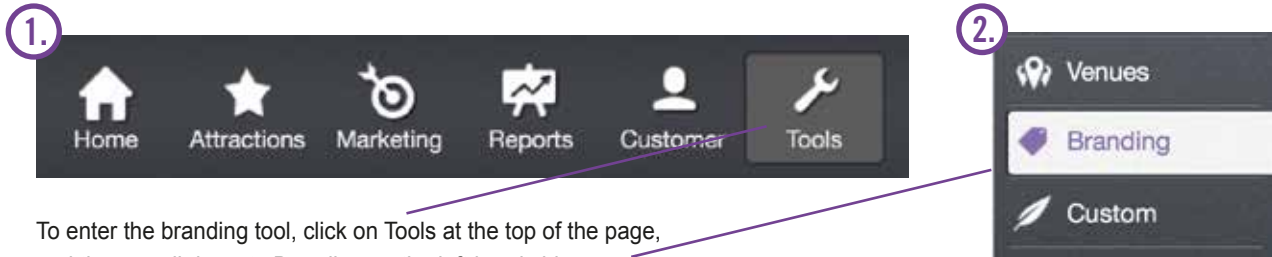 1.
Home Attractions Marketing Reports Customer Tools
To enter the branding tool, click on Tools at the top of the page,
2.
Venues
Branding
Custom